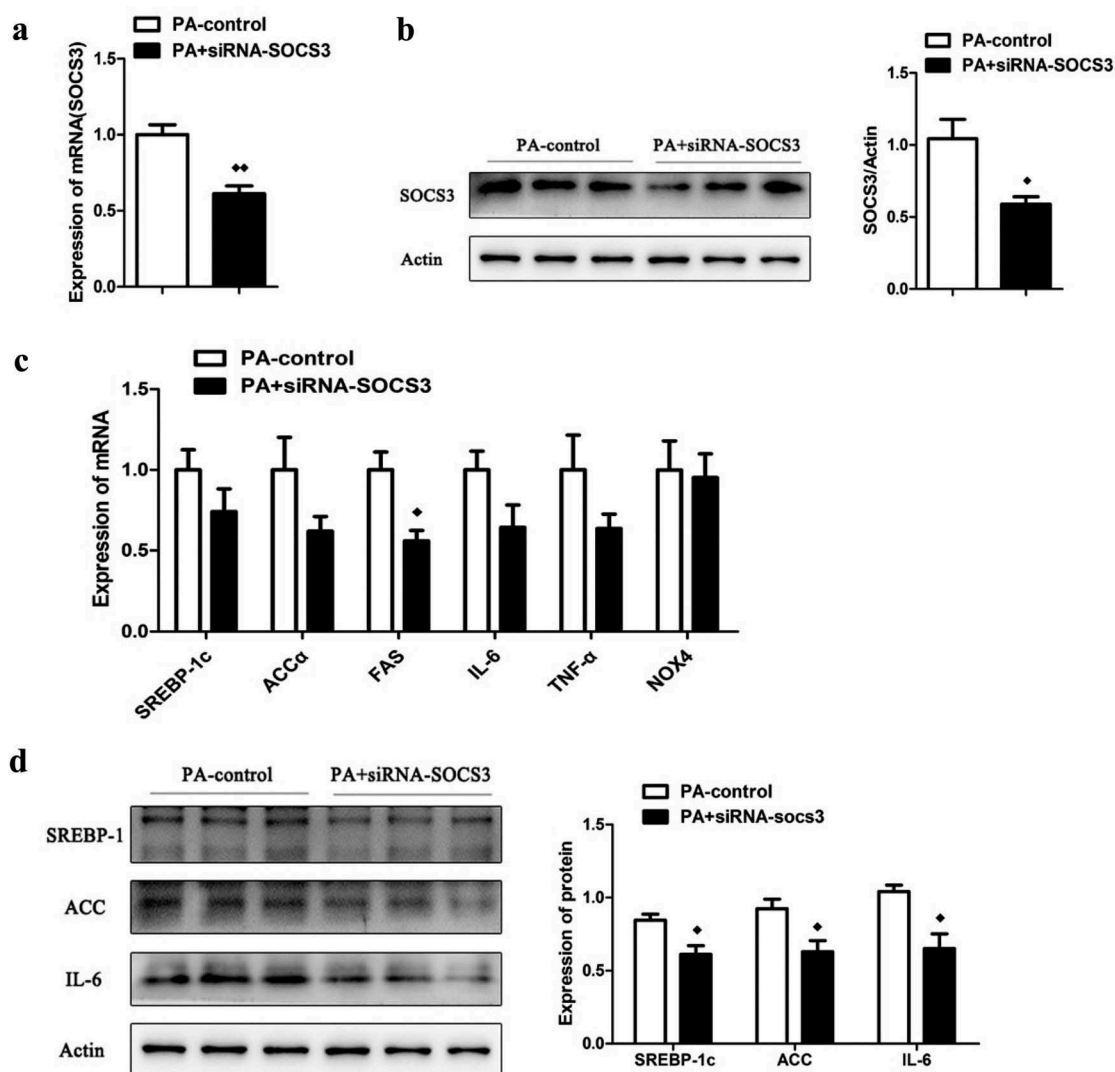 a
PA-control
PA+siRNA-SOCS3
Expression of mRNA(SOCS3)
1.5
1.0
0.5
0.0
◆◆
b
PA-control PA+siRNA-SOCS3
SOCS3
Actin
PA-control
PA+siRNA-SOCS3
SOCS3/Actin
1.5
1.0
0.5
0.0
◆
c
PA-control
PA+siRNA-SOCS3
Expression of mRNA
1.5
1.0
0.5
0.0
◆
SREBP-1c ACCα FAS IL-6 TNF-α NOX4
d
PA-control PA+siRNA-SOCS3
SREBP-1
ACC
IL-6
Actin
PA-control
PA+siRNA-socs3
Expression of protein
1.5
1.0
0.5
0.0
◆ ◆ ◆
SREBP-1c ACC IL-6